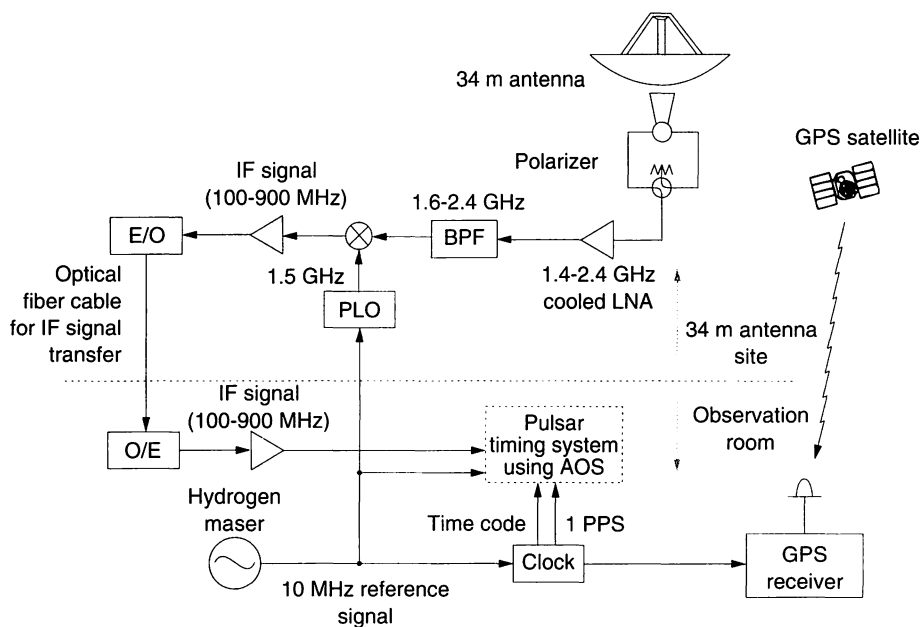 34 m antenna
GPS satellite
Polarizer
IF signal
(100-900 MHz)
1.6-2.4 GHz
E/O
BPF
1.5 GHz
1.4-2.4 GHz
cooled LNA
Optical
fiber cable
for IF signal
transfer
PLO
34 m antenna
site
IF signal
(100-900 MHz)
Observation
room
Pulsar
timing system
using AOS
O/E
Hydrogen
maser
Time code
1 PPS
Clock
GPS
receiver
10 MHz reference
signal